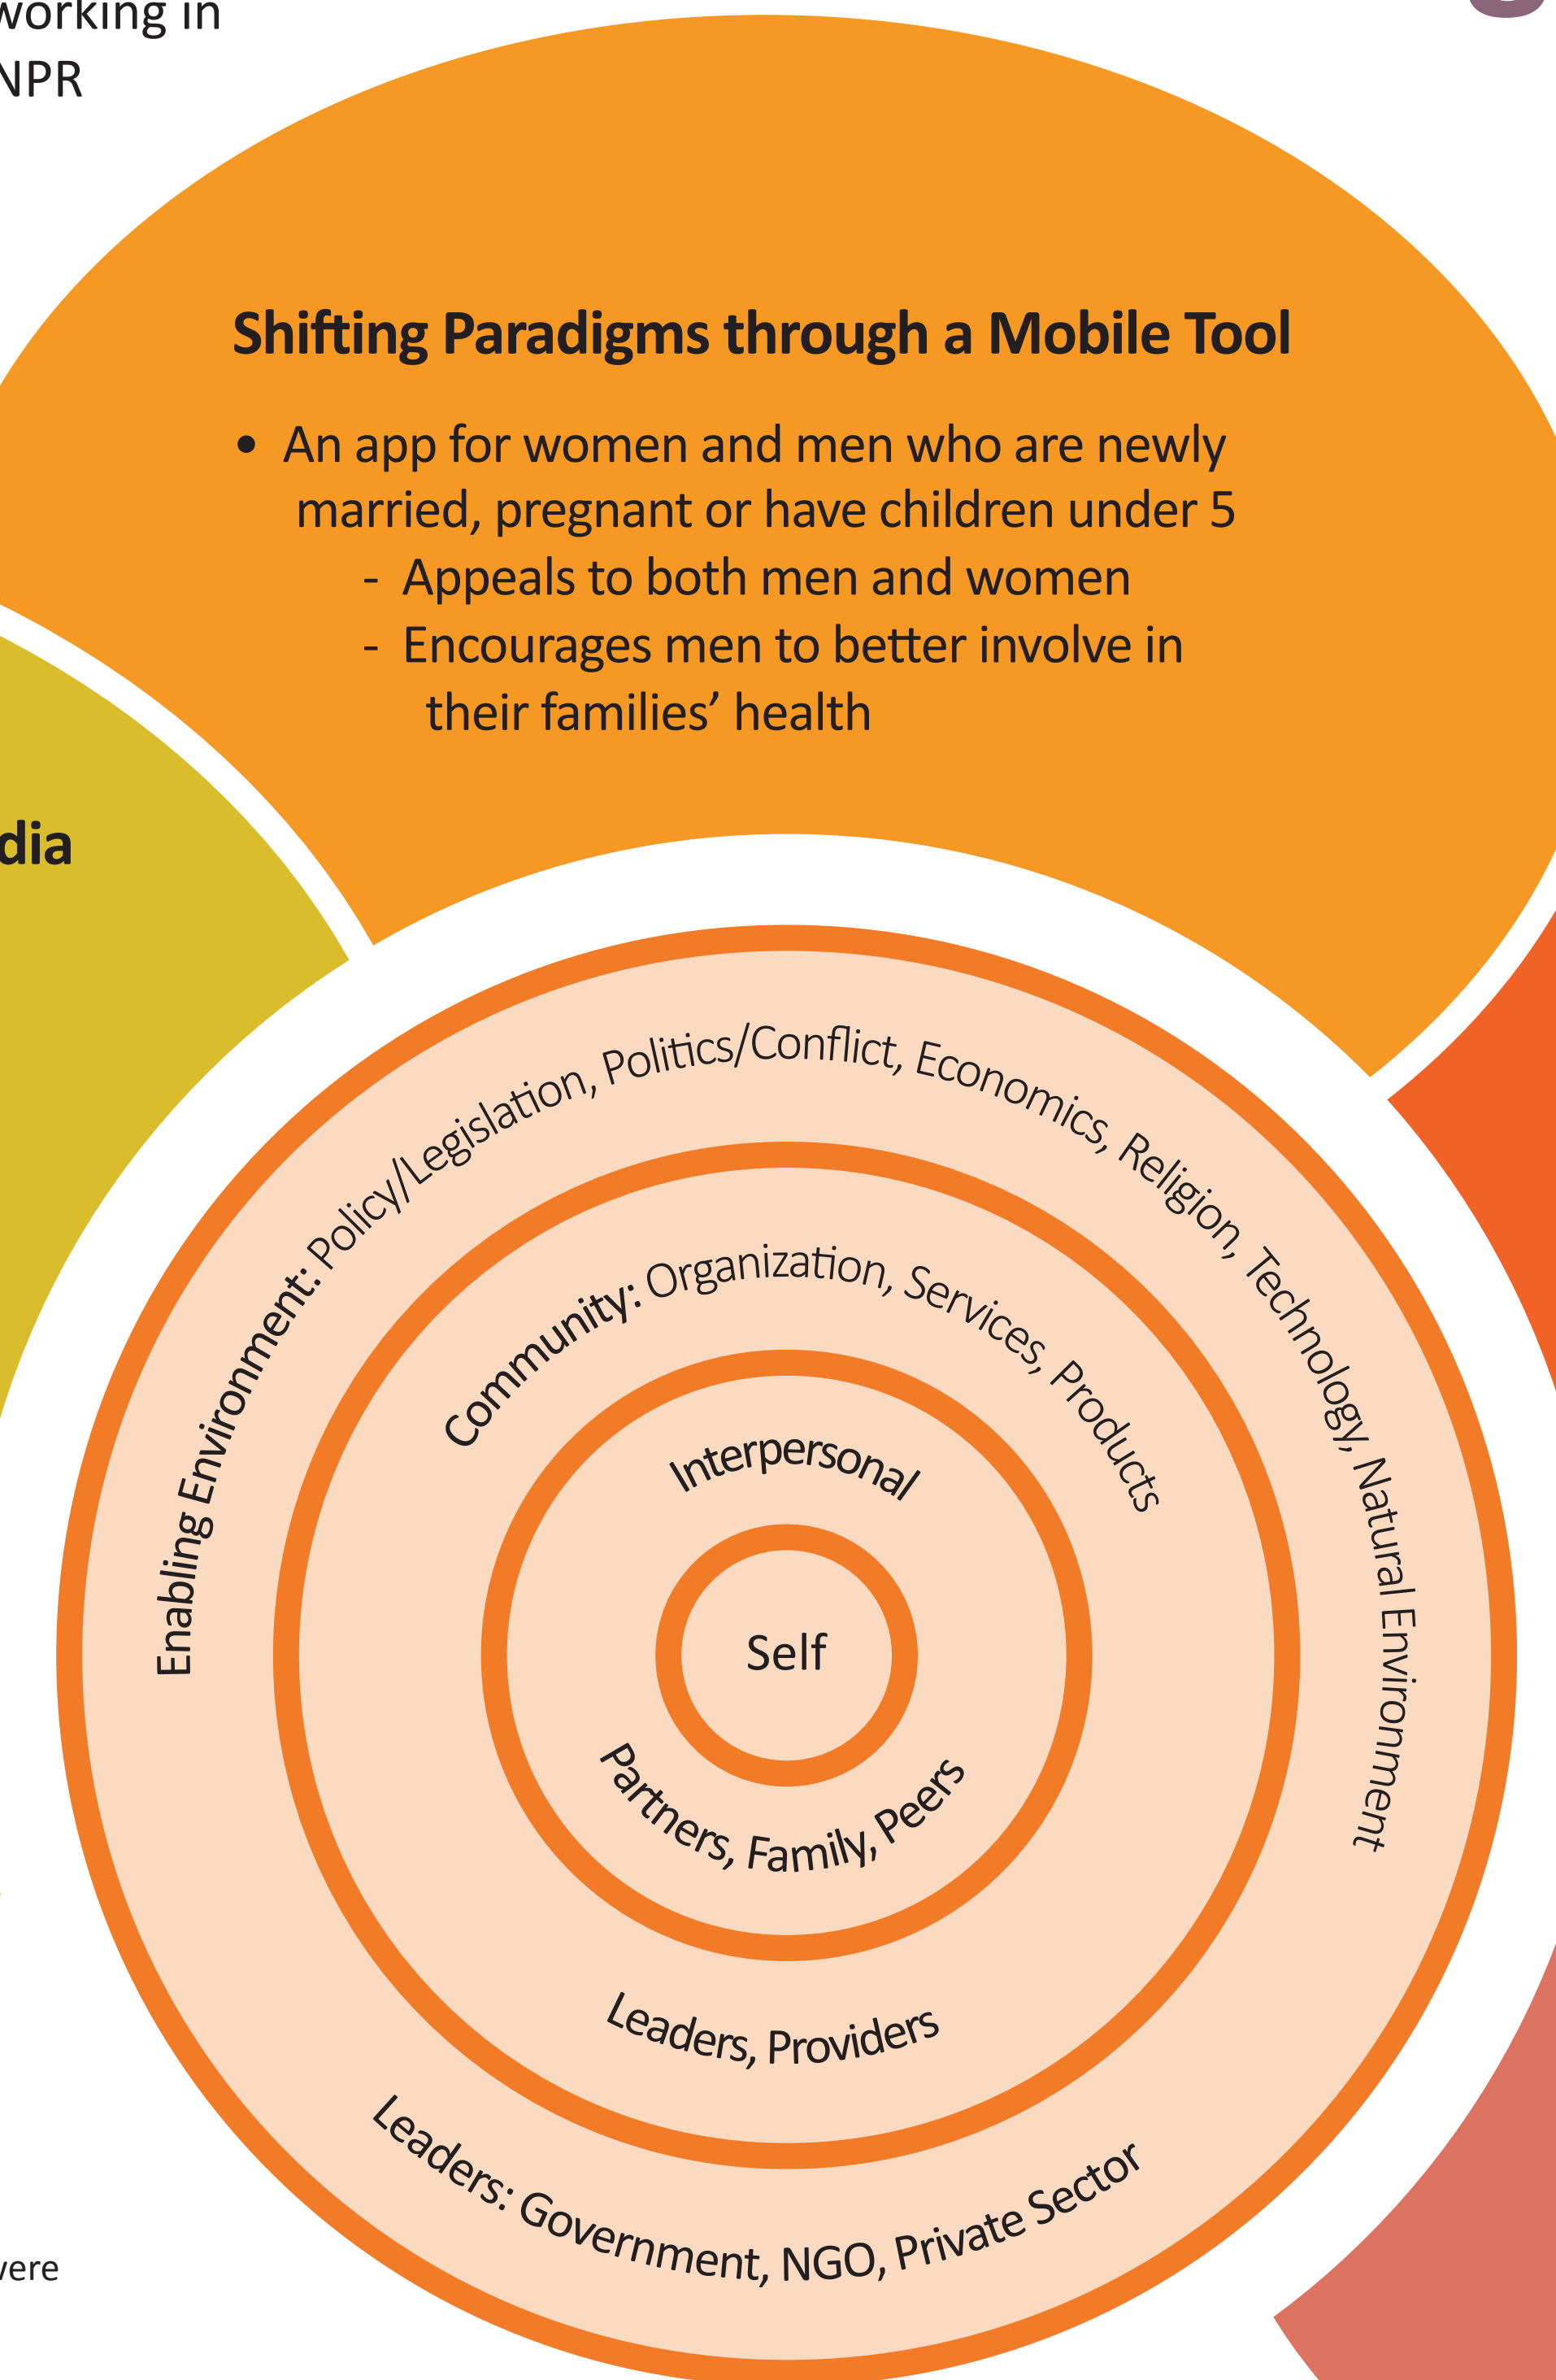 working in
NPR
Shifting Paradigms through a Mobile Tool
• An app for women and men who are newly
married, pregnant or have children under 5
- Appeals to both men and women
- Encourages men to better involve in
their families’ health
dia
Enabling Environment: Policy/Legislation, Politics/Conflict, Economics, Religion, Technology, Natural Environment
Community: Organization, Services, Products
Interpersonal
Self
Partners, Family, Peers
Leaders, Providers
Leaders: Government, NGO, Private Sector
were